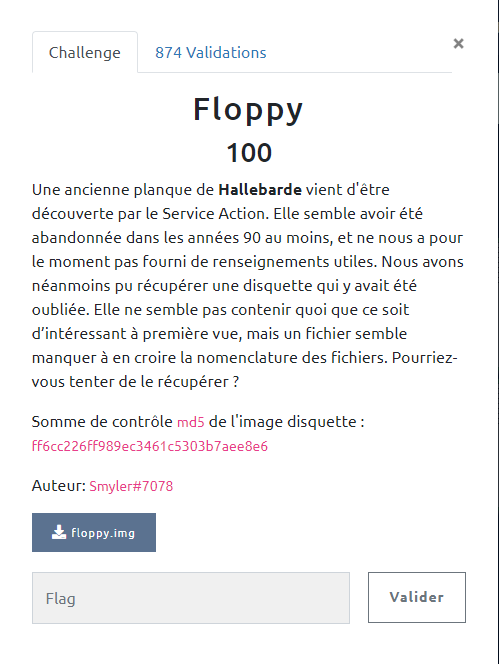 Challenge
874 Validations
×
Floppy
100
Une ancienne planque de Hallebarde vient d'être
découverte par le Service Action. Elle semble avoir été
abandonnée dans les années 90 au moins, et ne nous a pour
le moment pas fourni de renseignements utiles. Nous avons
néanmoins pu récupérer une disquette qui y avait été
oubliée. Elle ne semble pas contenir quoi que ce soit
d’intéressant à première vue, mais un fichier semble
manquer à en croire la nomenclature des fichiers. Pourriez-
vous tenter de le récupérer ?
Somme de contrôle md5 de l'image disquette :
ff6cc226ff989ec3461c5303b7aee8e6
Auteur: Smyler#7078
floppy.img
Flag
Valider